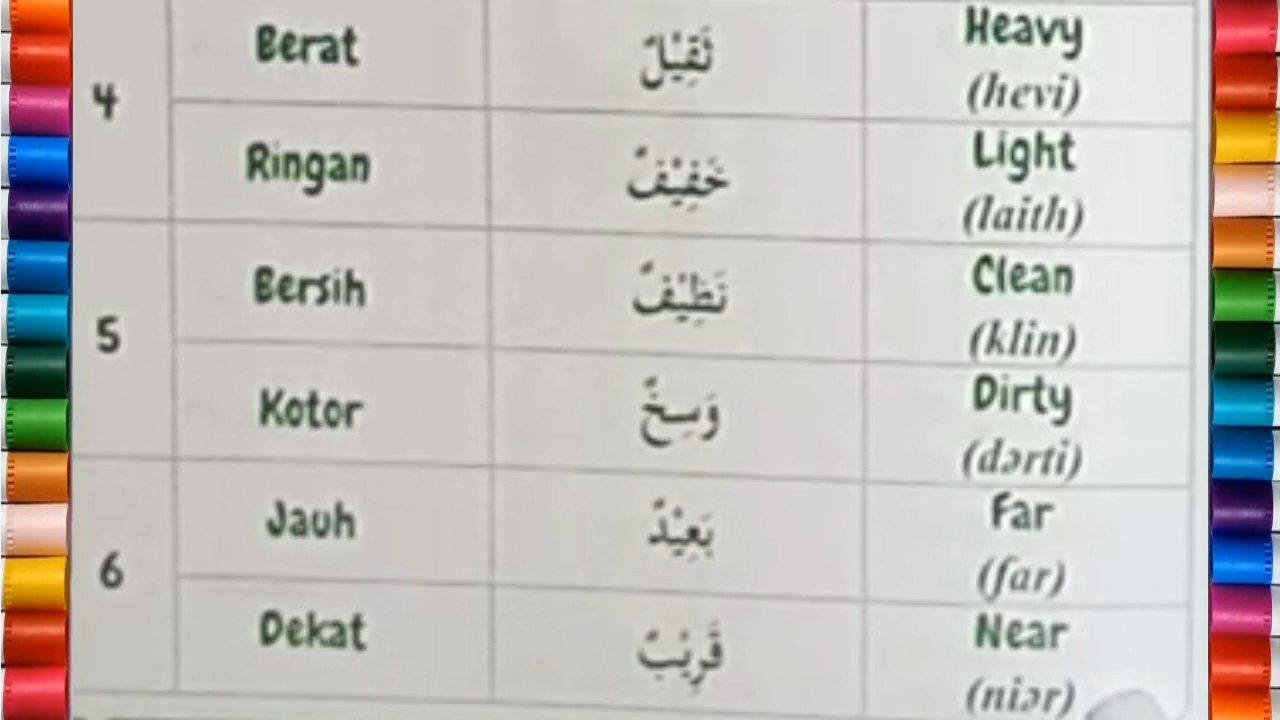 4
Berat
ثَقِيْلٌ
Heavy
(hevi)
Ringan
خَفِيْفٌ
Light
(laith)
5
Bersih
نَظِيْفٌ
Clean
(klin)
Kotor
وَسِخٌ
Dirty
(dərti)
6
Jauh
بَعِيْدٌ
Far
(far)
Dekat
قَرِيْبٌ
Near
(niər)